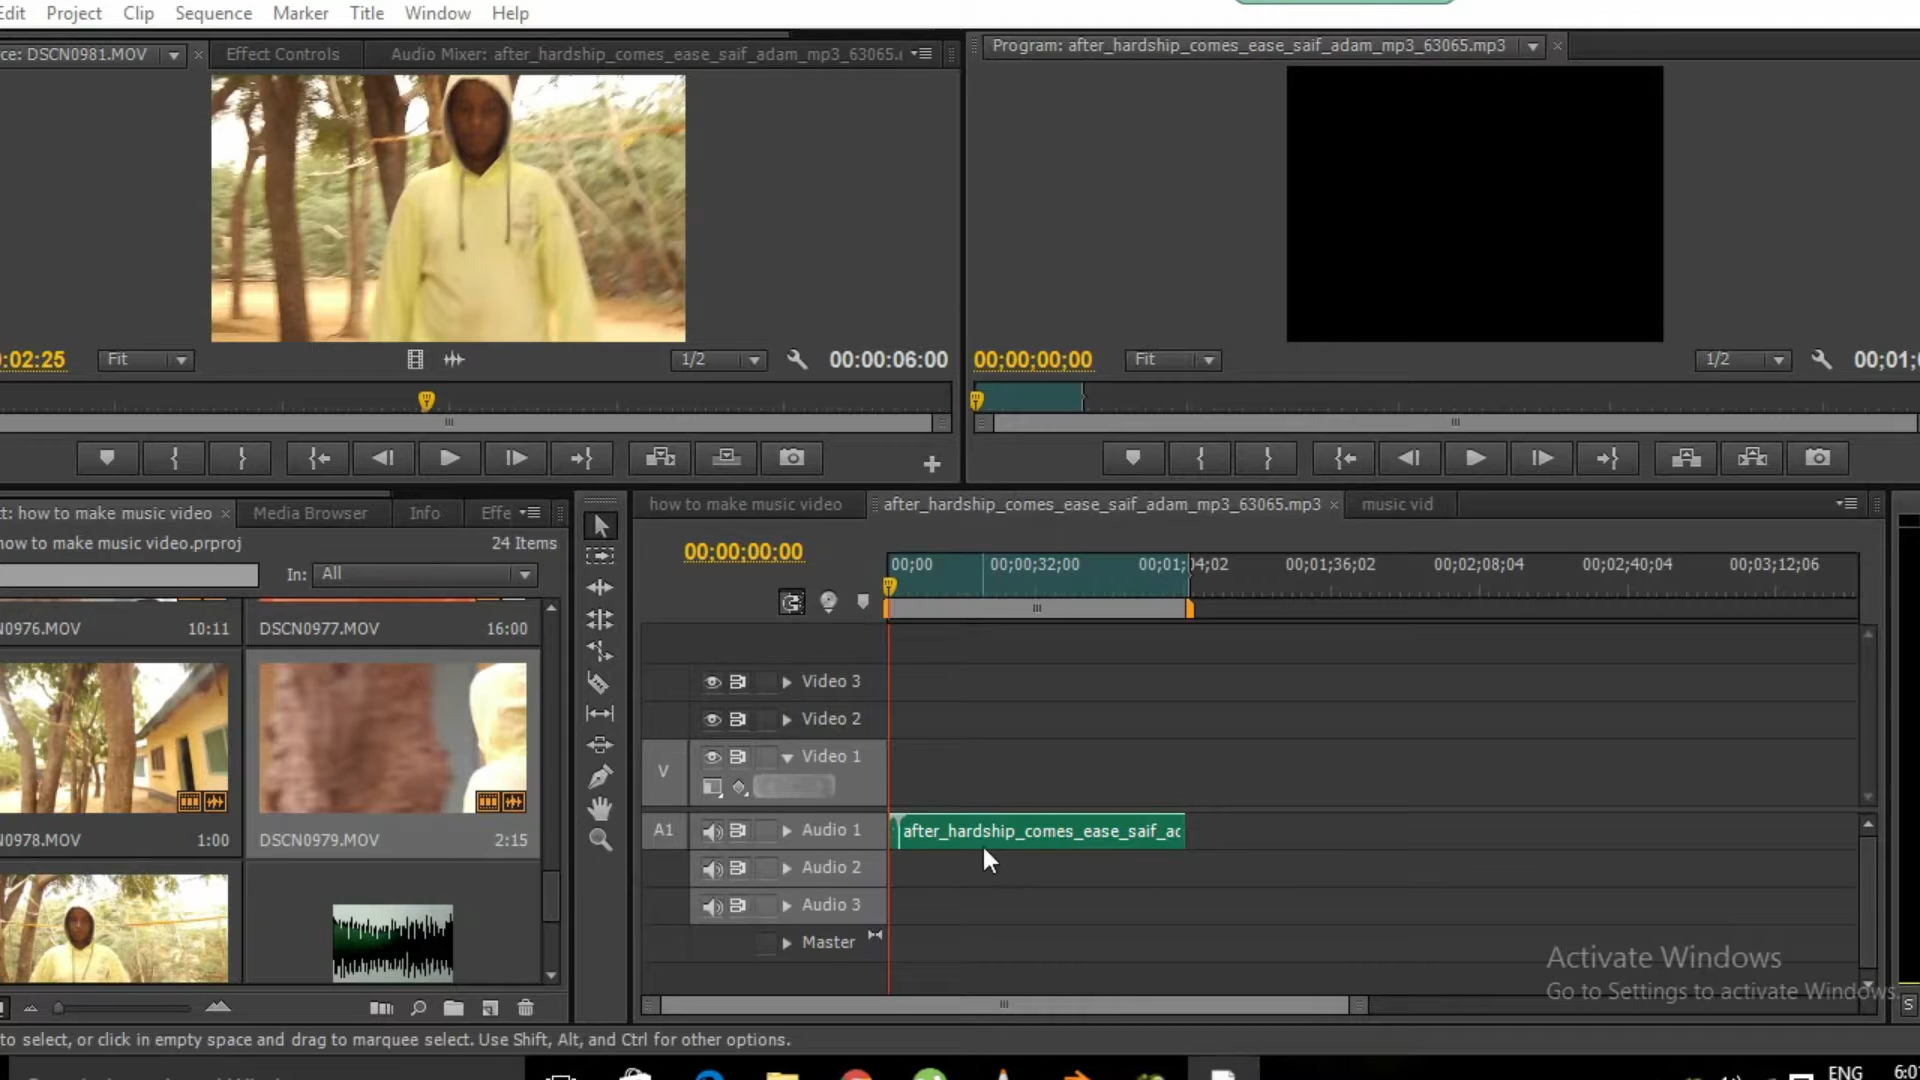 Edit Project Clip Sequence Marker Title Window Help
ce: DSCN0981.MOV
Effect Controls
Audio Mixer: after_hardship_comes_ease_saif_adam_mp3_63065.
Program: after_hardship_comes_ease_saif_adam_mp3_63065.mp3
:02:25
Fit
1/2
00:00:06:00
00;00;00;00
Fit
1/2
00;01;
t: how to make music video
Media Browser
Info
Effe
how to make music video
after_hardship_comes_ease_saif_adam_mp3_63065.mp3
music vid
how to make music video.prproj
24 Items
In: All
00;00;00;00
00;00
00;00;32;00
00;01;04;02
00;01;36;02
00;02;08;04
00;02;40;04
00;03;12;06
N0976.MOV
10:11
DSCN0977.MOV
16:00
Video 3
Video 2
V
Video 1
A1
Audio 1
after_hardship_comes_ease_saif_ac
N0978.MOV
1:00
DSCN0979.MOV
2:15
Audio 2
Audio 3
Master
Activate Windows
Go to Settings to activate Windows.
S
to select, or click in empty space and drag to marquee select. Use Shift, Alt, and Ctrl for other options.
ENG
6:0